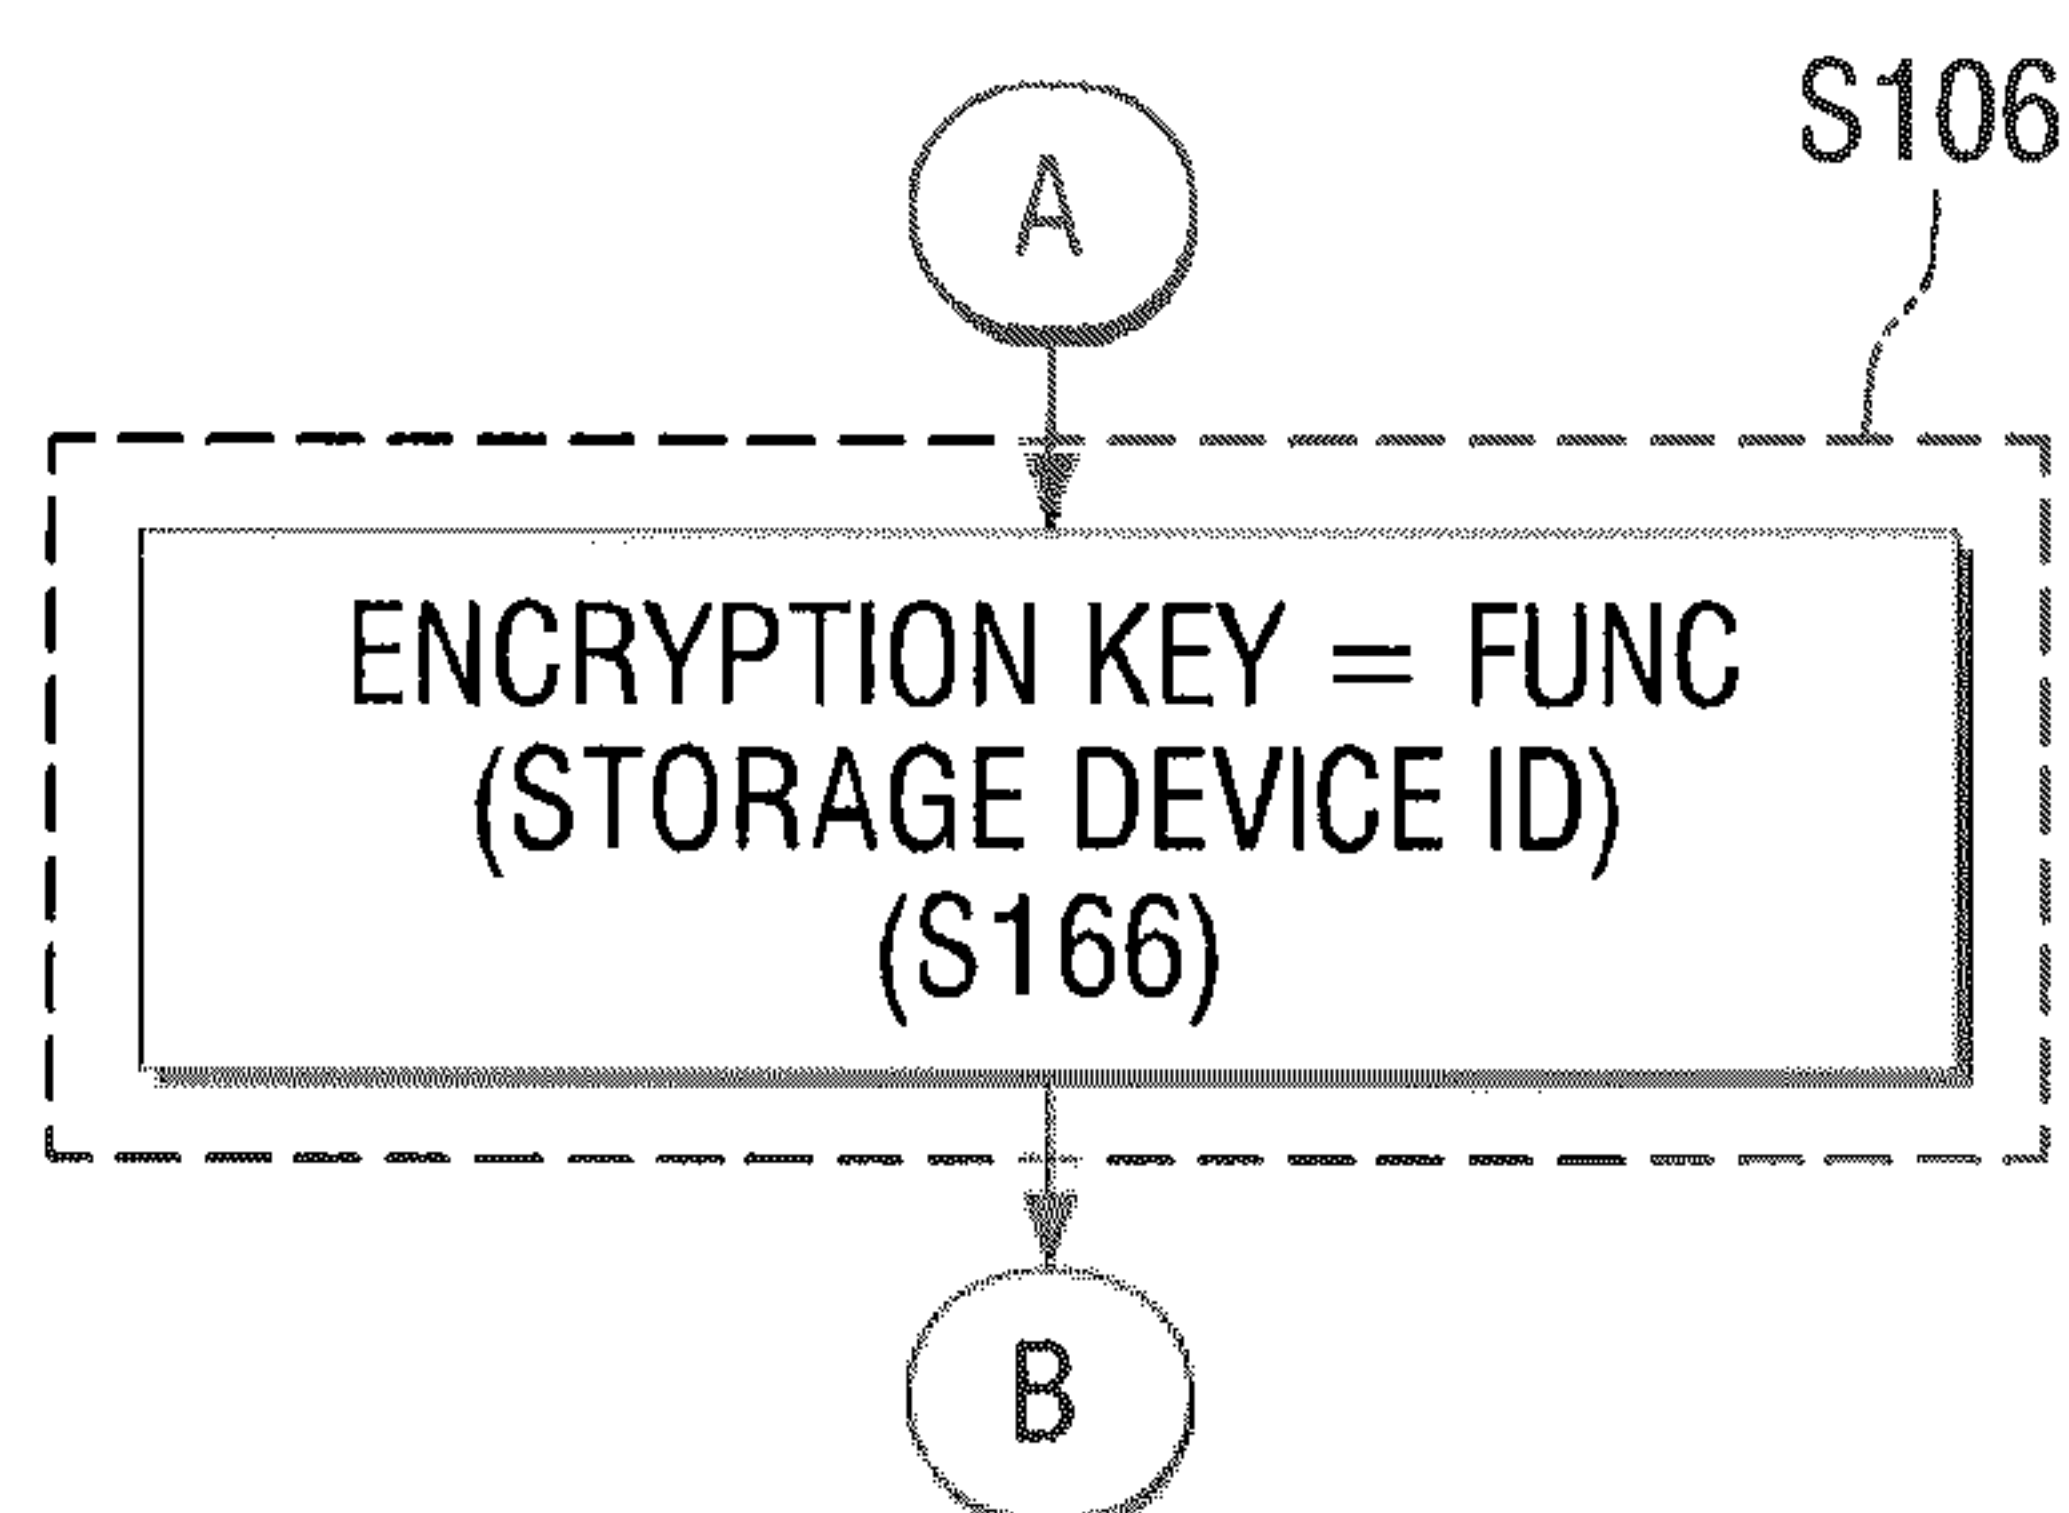 S106
A
ENCRYPTION KEY = FUNC
(STORAGE DEVICE ID)
(S166)
B